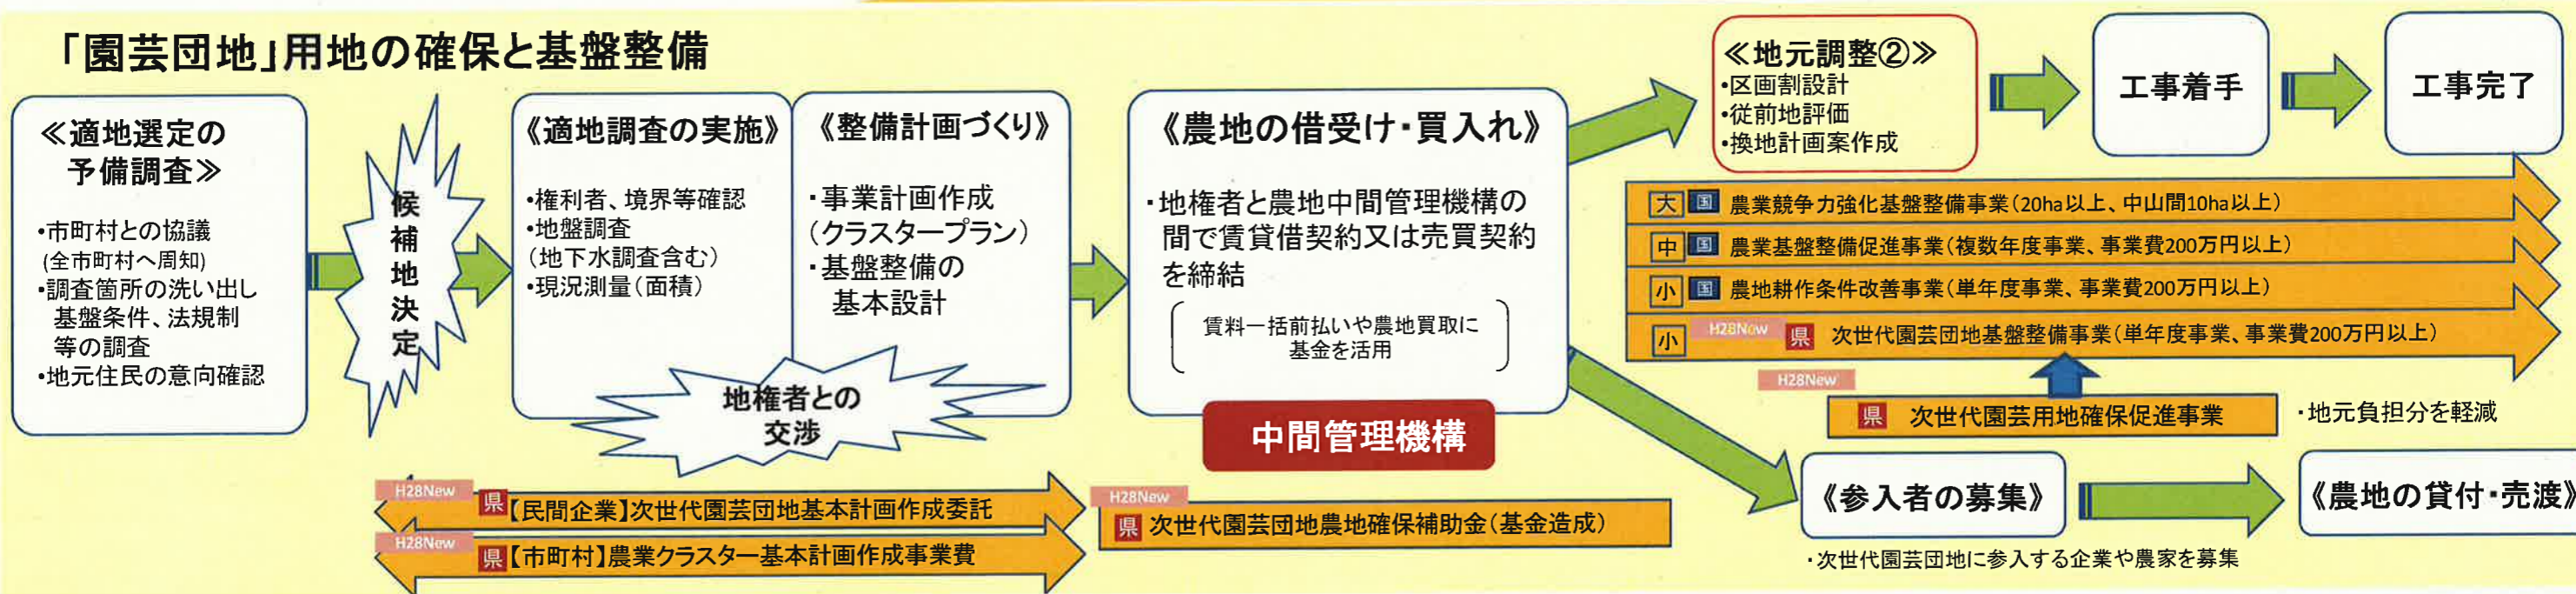 「園芸団地」用地の確保と基盤整備
≪適地選定の
予備調査≫
•市町村との協議
(全市町村へ周知)
•調査箇所の洗い出し
基盤条件、法規制
等の調査
•地元住民の意向確認
候補地決定
《適地調査の実施》
•権利者、境界等確認
•地盤調査
(地下水調査含む)
•現況測量(面積)
《整備計画づくり》
・事業計画作成
(クラスタープラン)
・基盤整備の
基本設計
地権者との
交渉
《農地の借受け・買入れ》
・地権者と農地中間管理機構の
間で賃貸借契約又は売買契約
を締結
賃料一括前払いや農地買取に
基金を活用
中間管理機構
≪地元調整②≫
•区画割設計
•従前地評価
•換地計画案作成
工事着手
工事完了
大 国 農業競争力強化基盤整備事業(20ha以上、中山間10ha以上)
中 国 農業基盤整備促進事業(複数年度事業、事業費200万円以上)
小 国 農地耕作条件改善事業(単年度事業、事業費200万円以上)
小 H28New 県 次世代園芸団地基盤整備事業(単年度事業、事業費200万円以上)
H28New
県 次世代園芸用地確保促進事業
・地元負担分を軽減
《参入者の募集》
・次世代園芸団地に参入する企業や農家を募集
《農地の貸付・売渡》
H28New
県【民間企業】次世代園芸団地基本計画作成委託
H28New
県【市町村】農業クラスター基本計画作成事業費
H28New
県 次世代園芸団地農地確保補助金(基金造成)